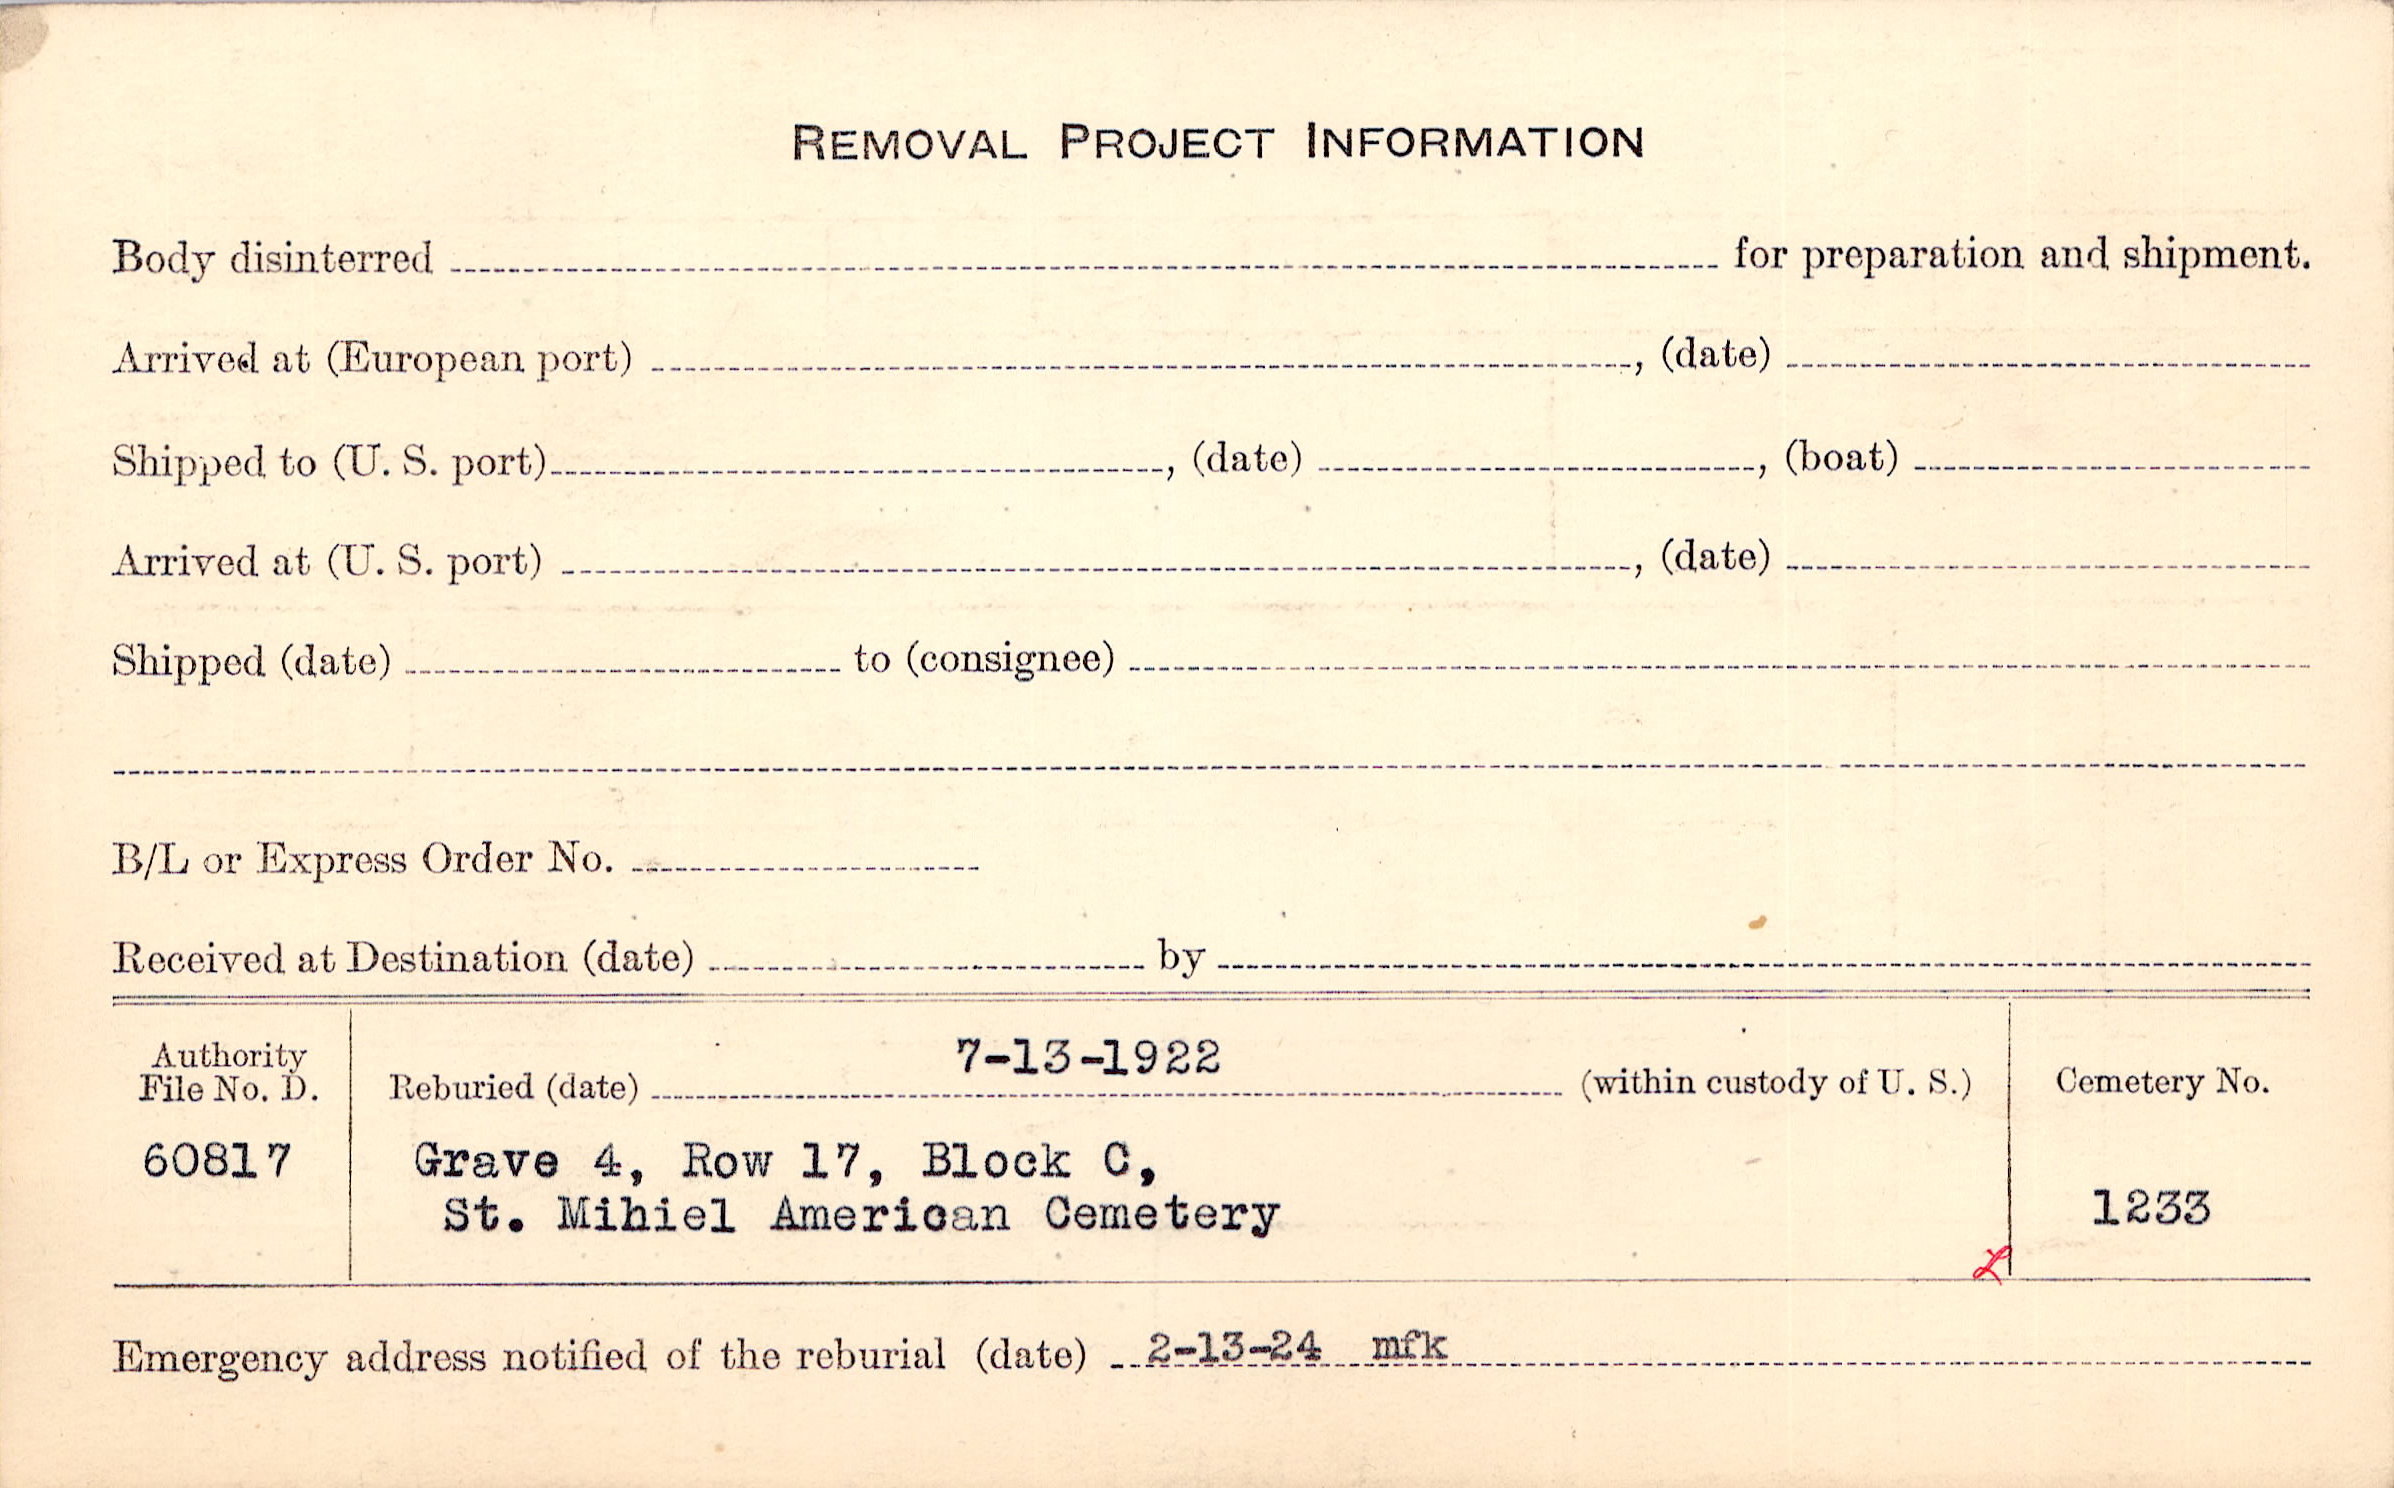 REMOVAL PROJECT INFORMATION
Body disinterred for preparation and shipment.
Arrived at (European port) , (date)
Shipped to (U. S. port) , (date) , (boat)
Arrived at (U. S. port) , (date)
Shipped (date) to (consignee)
B/L or Express Order No.
Received at Destination (date) by
Authority
File No. D.
60817
7-13-1922
Reburied (date) (within custody of U. S.)
Grave 4, Row 17, Block C,
St. Mihiel American Cemetery
Cemetery No.
1233
L
Emergency address notified of the reburial (date) 2-13-24 mfk